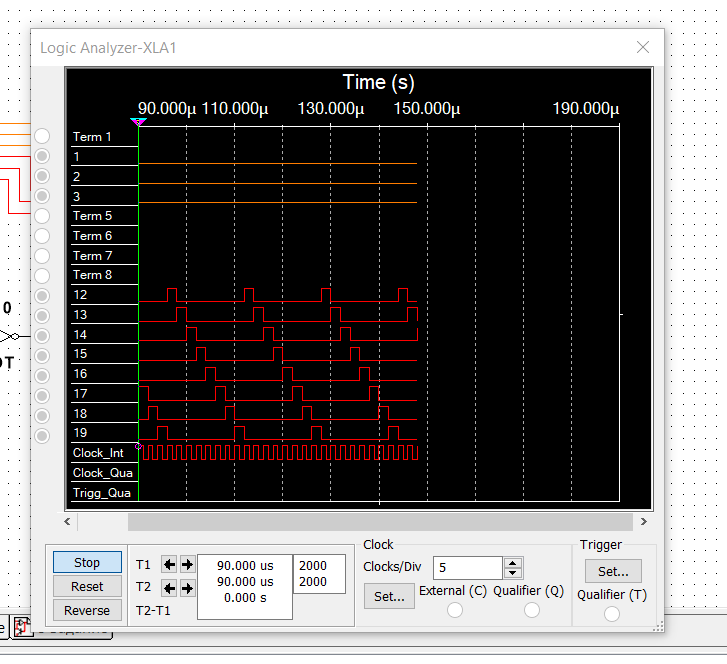 Logic Analyzer-XLA1
Time (s)
90.000µ 110.000µ 130.000µ 150.000µ 190.000µ
Term 1
1
2
3
Term 5
Term 6
Term 7
Term 8
12
13
14
15
16
17
18
19
Clock_Int
Clock_Qua
Trigg_Qua
0
Stop
Reset
Reverse
T1
T2
T2-T1
90.000 us 2000
90.000 us 2000
0.000 s
Clock
Clocks/Div 5
Set...
External (C) Qualifier (Q)
Trigger
Set...
Qualifier (T)